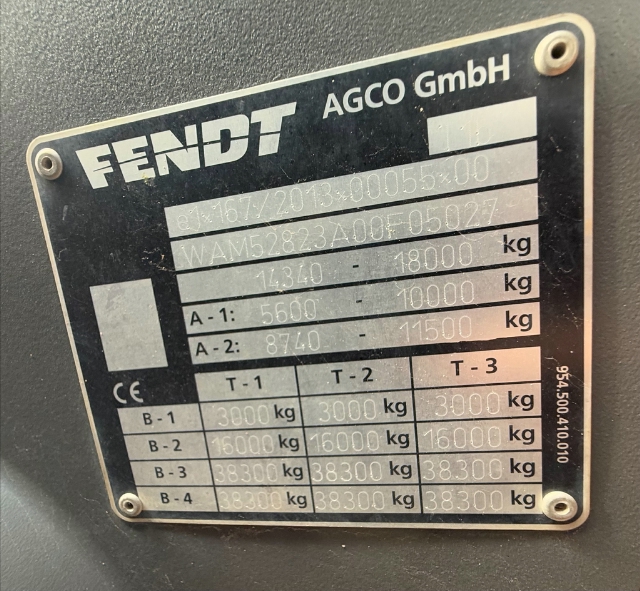 FENDT AGCO GmbH
e1*167/2013*00055*00
WAM52823A00F05027
14340 - 18000 kg
A-1: 5600 - 10000 kg
A-2: 8740 - 11500 kg
T-1 T-2 T-3
B-1 3000 kg 3000 kg 3000 kg
B-2 16000 kg 16000 kg 16000 kg
B-3 38300 kg 38300 kg 38300 kg
B-4 38300 kg 38300 kg 38300 kg
CE
954.500.410.010